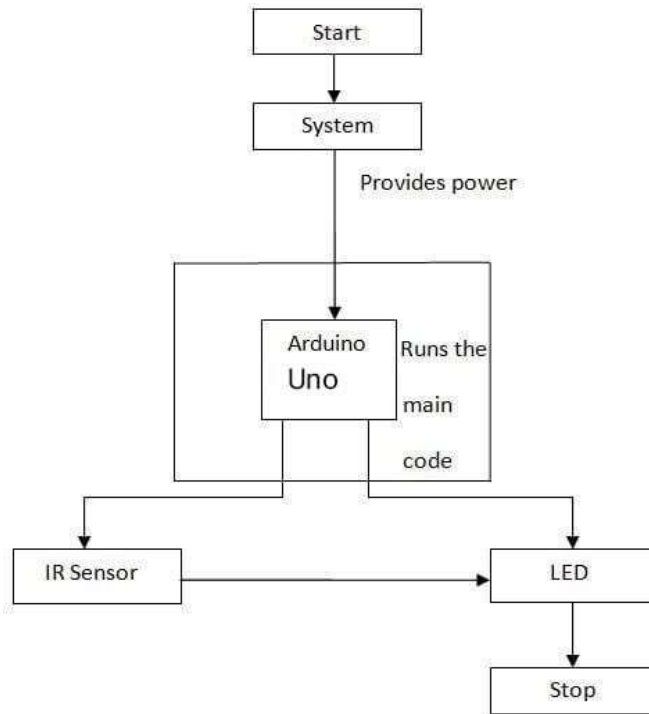 Start
System
Provides power
Arduino
Uno
Runs the
main
code
IR Sensor
LED
Stop